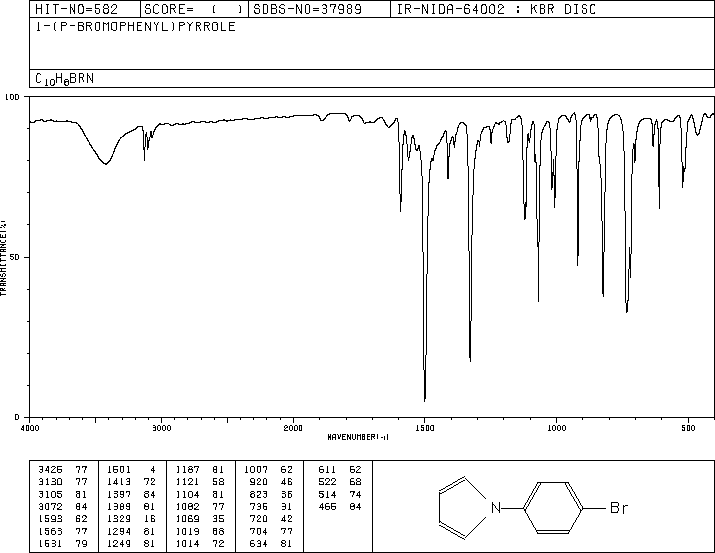 HIT-NO=582 SCORE= ( ) SDBS-NO=37989 IR-NIDA-64002 : KBR DISC
1-(P-BROMOPHENYL)PYRROLE
C10H8BRN
100
50
0
TRANSMITTANCE(%)
4000 3000 2000 1500 1000 500
WAVENUMBER(-1)
3426 77 1501 4 1187 81 1007 62 611 62
3130 77 1413 72 1121 58 920 46 522 68
3105 81 1397 84 1104 81 823 36 514 74
3072 84 1389 81 1082 77 736 31 466 84
1593 62 1329 16 1069 35 720 42
1563 77 1294 81 1019 68 704 77
1531 79 1249 81 1014 72 634 81
N
Br